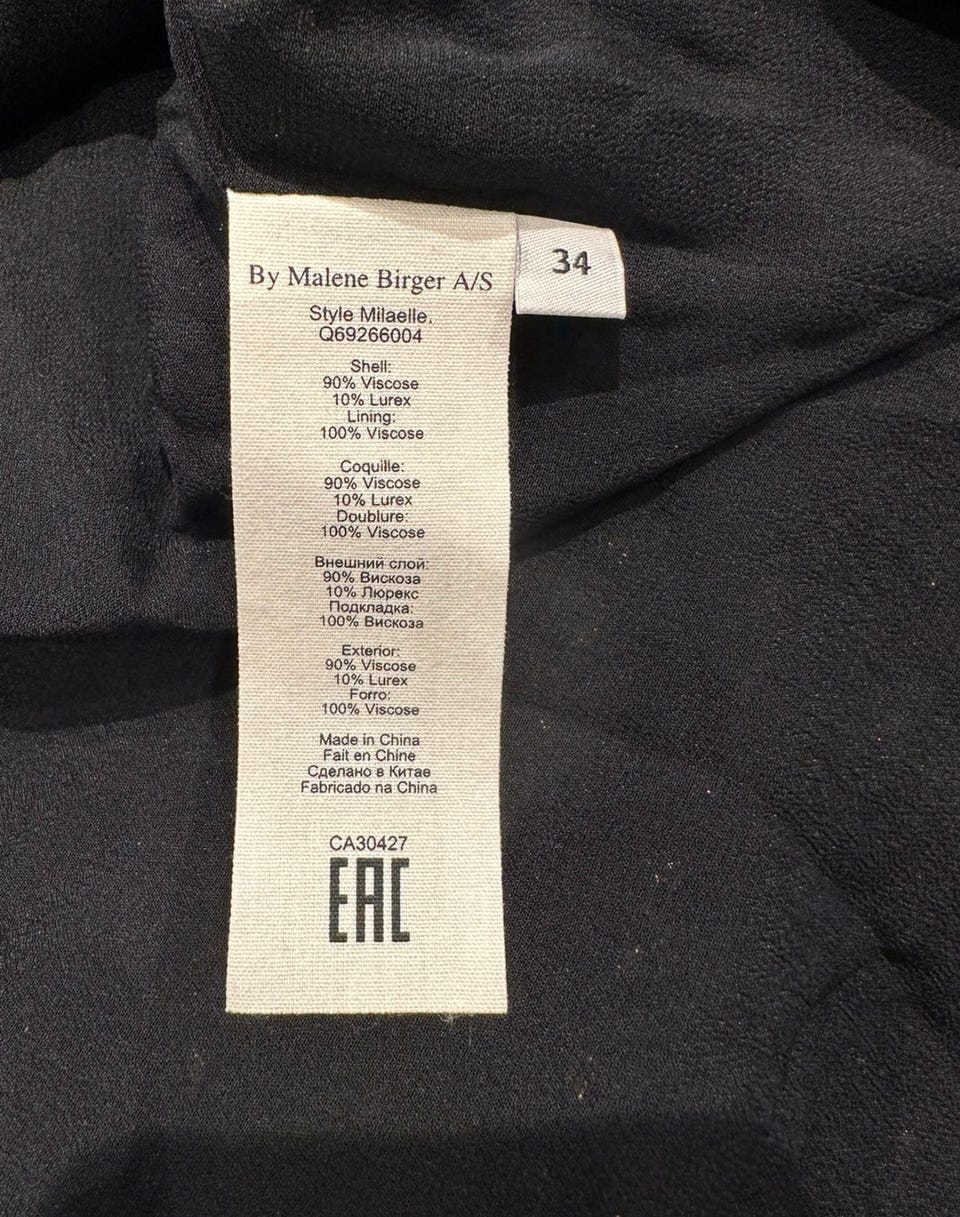 By Malene Birger A/S
34
Style Milaelle,
Q69266004
Shell:
90% Viscose
10% Lurex
Lining:
100% Viscose
Coquille:
90% Viscose
10% Lurex
Doublure:
100% Viscose
Внешний слой:
90% Вискоза
10% Люрекс
Подкладка:
100% Вискоза
Exterior:
90% Viscose
10% Lurex
Forro:
100% Viscose
Made in China
Fait en Chine
Сделано в Китае
Fabricado na China
CA30427
EAC